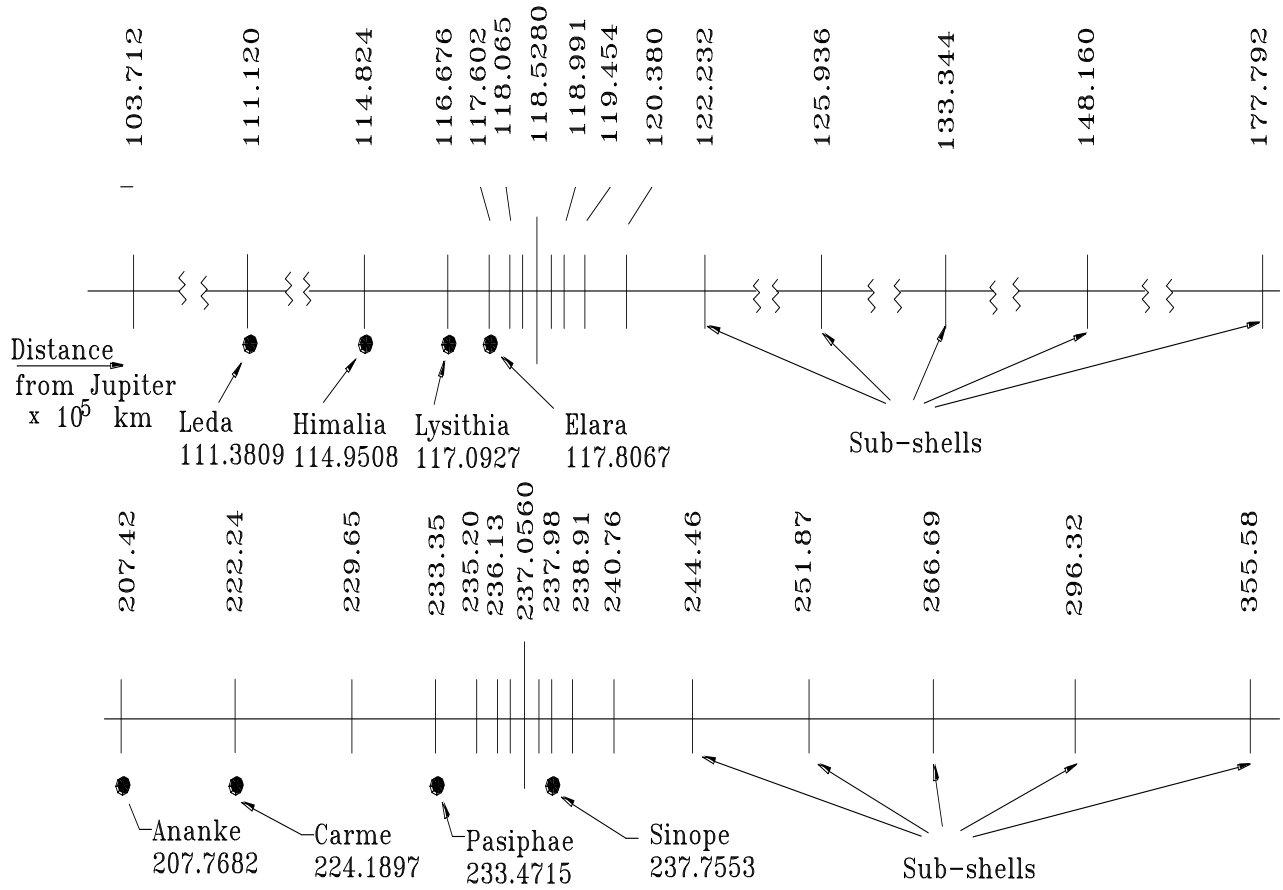 103.712
111.120
114.824
116.676
117.602
118.065
118.5280
118.991
119.454
120.380
122.232
125.936
133.344
148.160
177.792
Distance
from Jupiter
x 10⁵ km
Leda
111.3809
Himalia
114.9508
Lysithia
117.0927
Elara
117.8067
Sub-shells
207.42
222.24
229.65
233.35
235.20
236.13
237.0560
237.98
238.91
240.76
244.46
251.87
266.69
296.32
355.58
Ananke
207.7682
Carme
224.1897
Pasiphae
233.4715
Sinope
237.7553
Sub-shells